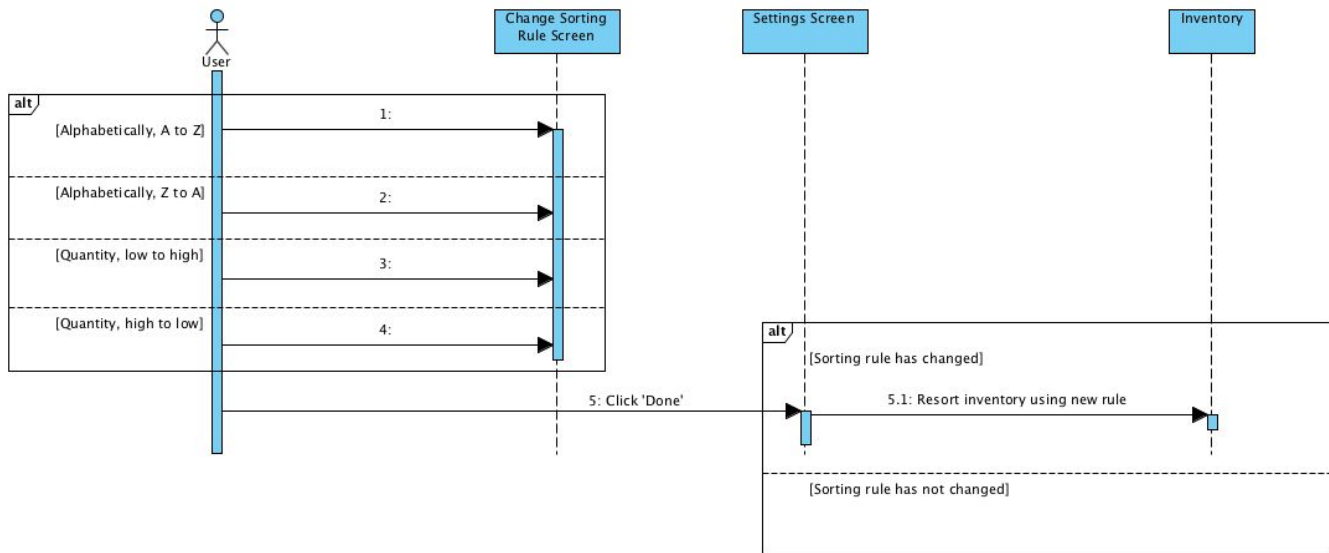 Change Sorting
Rule Screen
Settings Screen
Inventory
User
alt
[Alphabetically, A to Z]
1:
[Alphabetically, Z to A]
2:
[Quantity, low to high]
3:
[Quantity, high to low]
4:
alt
[Sorting rule has changed]
5: Click 'Done'
5.1: Resort inventory using new rule
[Sorting rule has not changed]